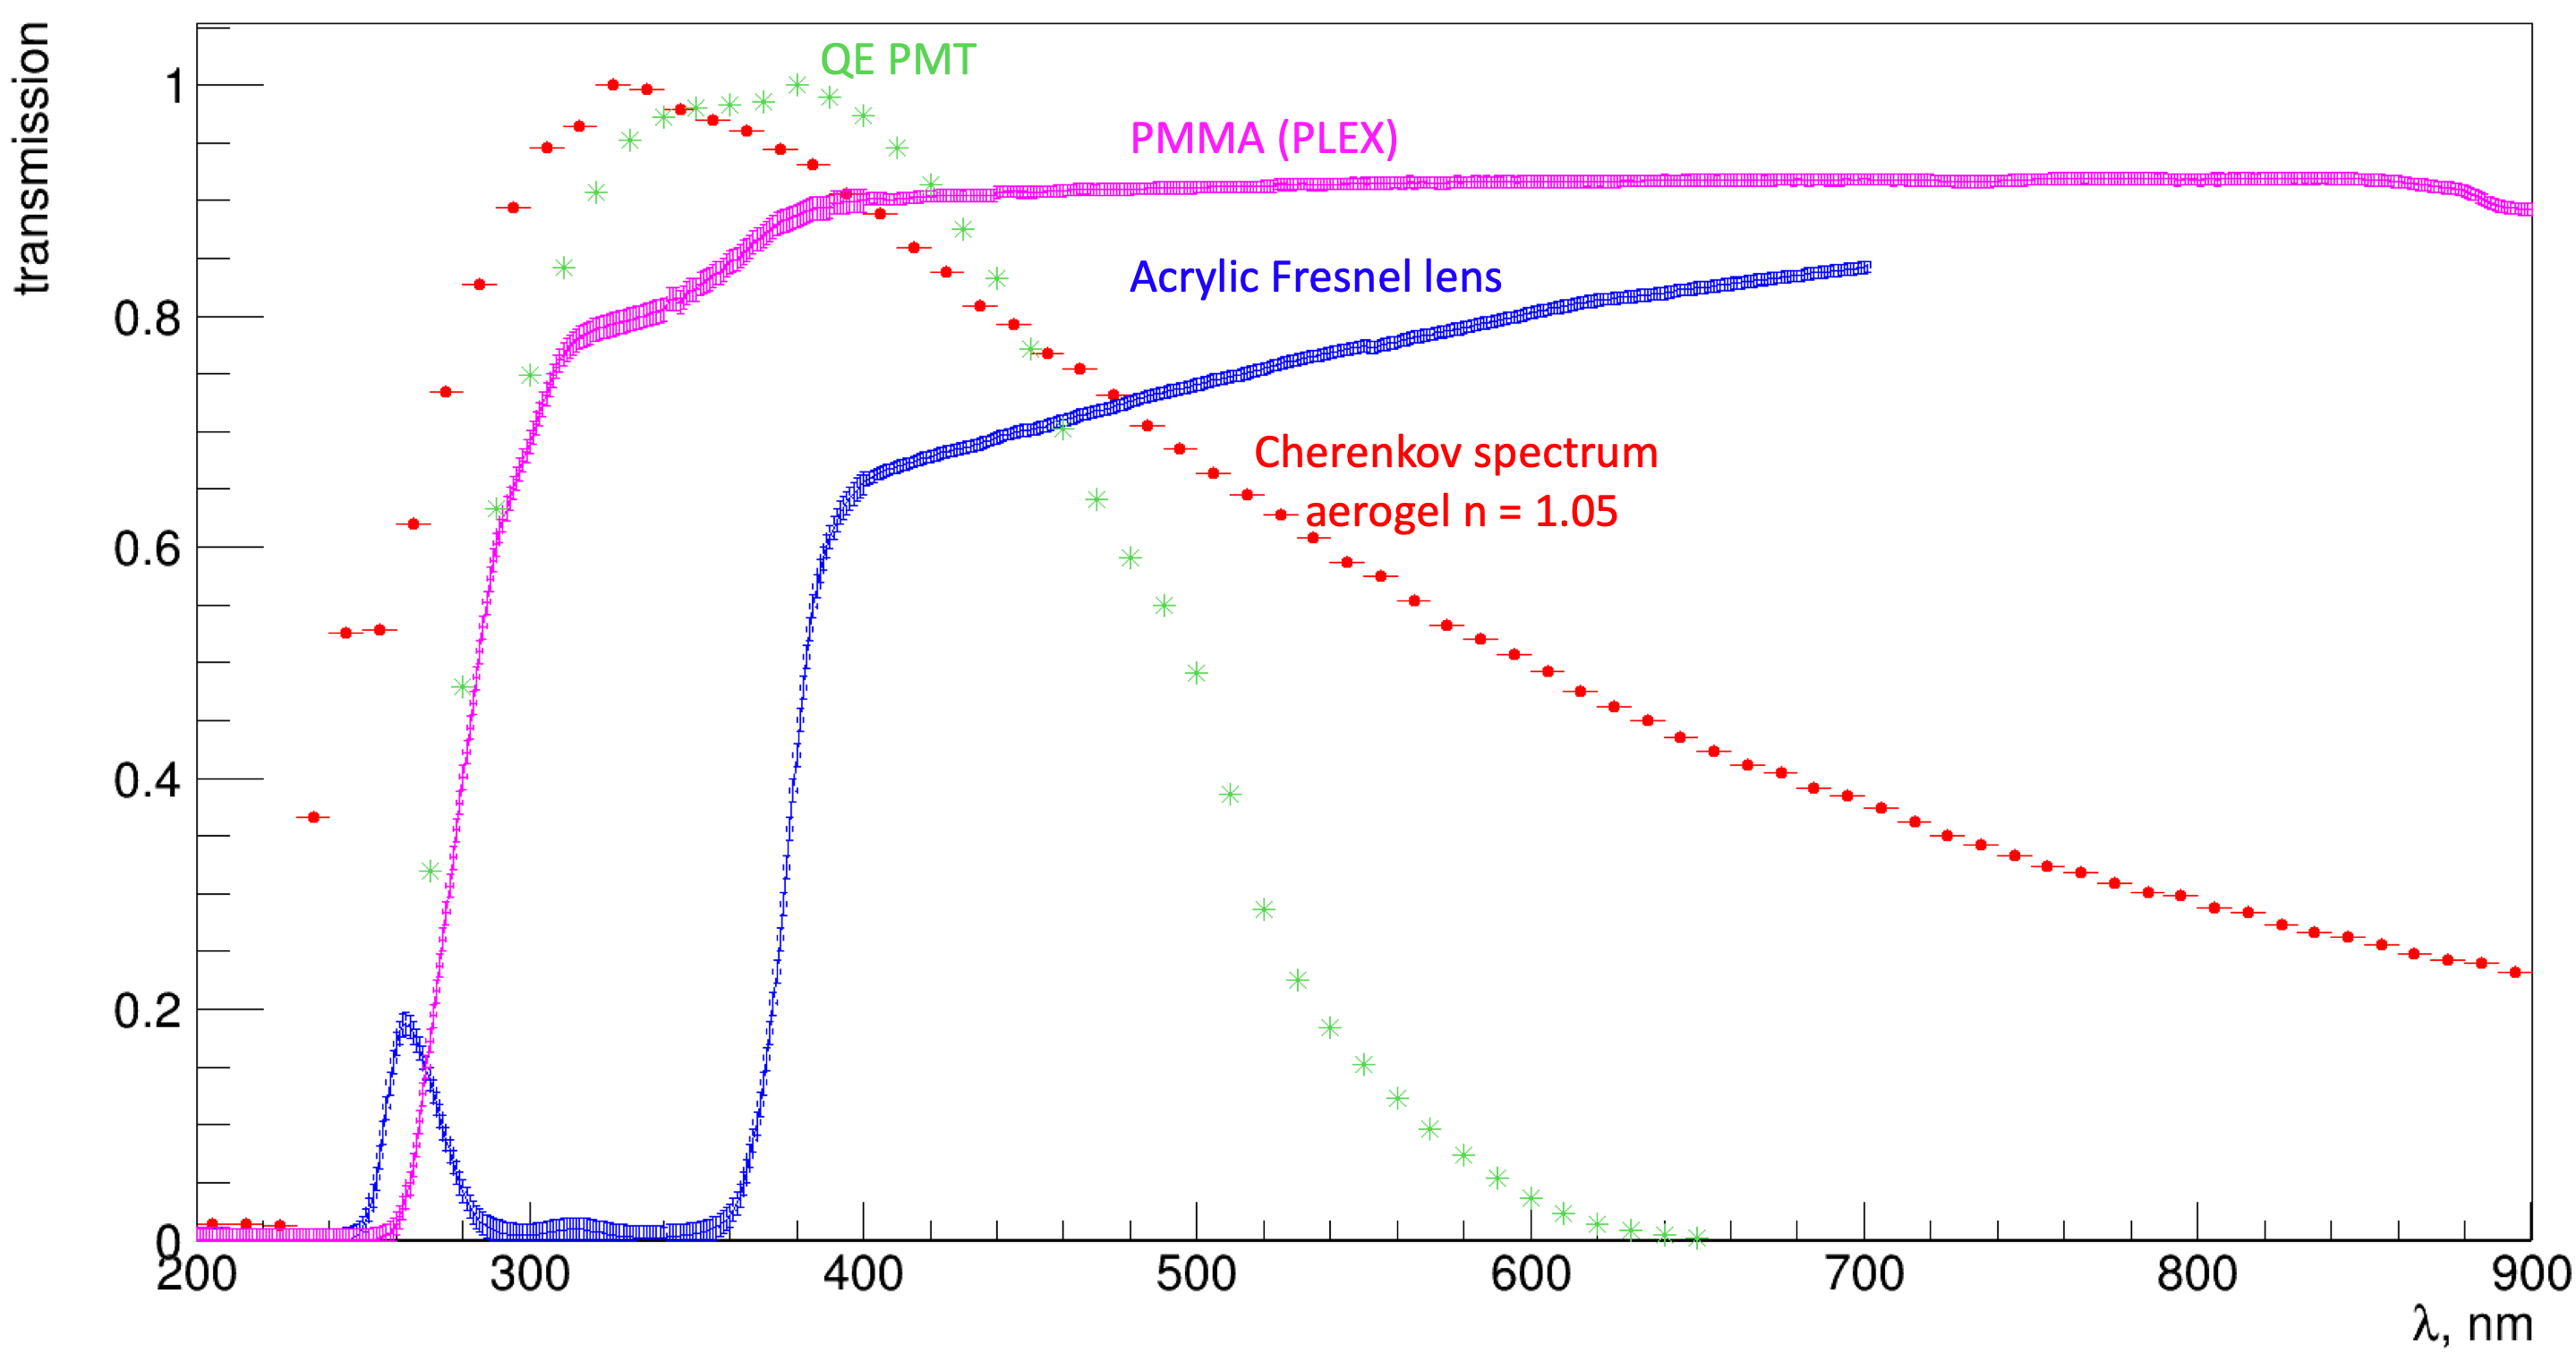 transmission
QE PMT
1
PMMA (PLEX)
Acrylic Fresnel lens
0.8
Cherenkov spectrum
aerogel n = 1.05
0.6
0.4
0.2
0
200 300 400 500 600 700 800 900
λ, nm